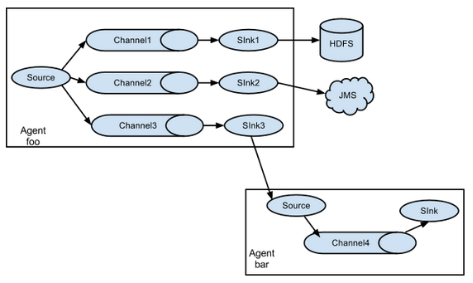 Channel1
SInk1
HDFS
Source
Channel2
SInk2
JMS
Channel3
SInk3
Agent
foo
Source
SInk
Channel4
Agent
bar